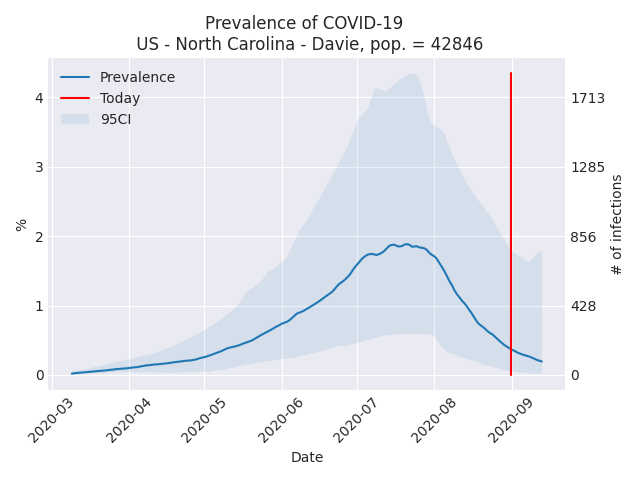 Prevalence of COVID-19
US - North Carolina - Davie, pop. = 42846
Prevalence
Today
95CI
4
3
2
1
0
%
1713
1285
856
428
0
# of infections
2020-03
2020-04
2020-05
2020-06
2020-07
2020-08
2020-09
Date